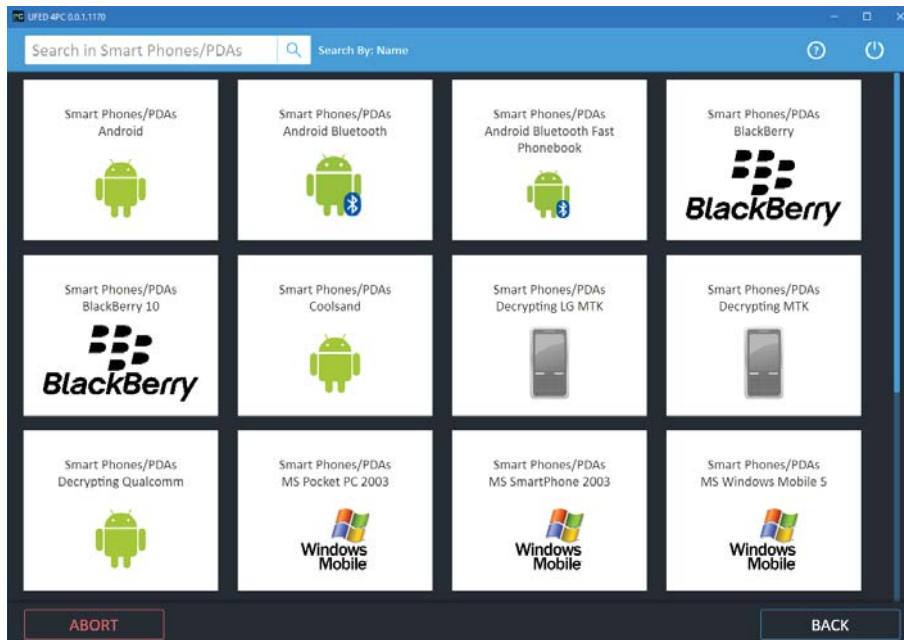 UFED 4PC 0.0.1.1170
Search in Smart Phones/PDAs
Search By: Name
Smart Phones/PDAs
Android
Smart Phones/PDAs
Android Bluetooth
Smart Phones/PDAs
Android Bluetooth Fast
Phonebook
Smart Phones/PDAs
BlackBerry
BlackBerry
Smart Phones/PDAs
BlackBerry 10
BlackBerry
Smart Phones/PDAs
Coolsand
Smart Phones/PDAs
Decrypting LG MTK
Smart Phones/PDAs
Decrypting MTK
Smart Phones/PDAs
Decrypting Qualcomm
Smart Phones/PDAs
MS Pocket PC 2003
Windows
Mobile
Smart Phones/PDAs
MS SmartPhone 2003
Windows
Mobile
Smart Phones/PDAs
MS Windows Mobile 5
Windows
Mobile
ABORT
BACK